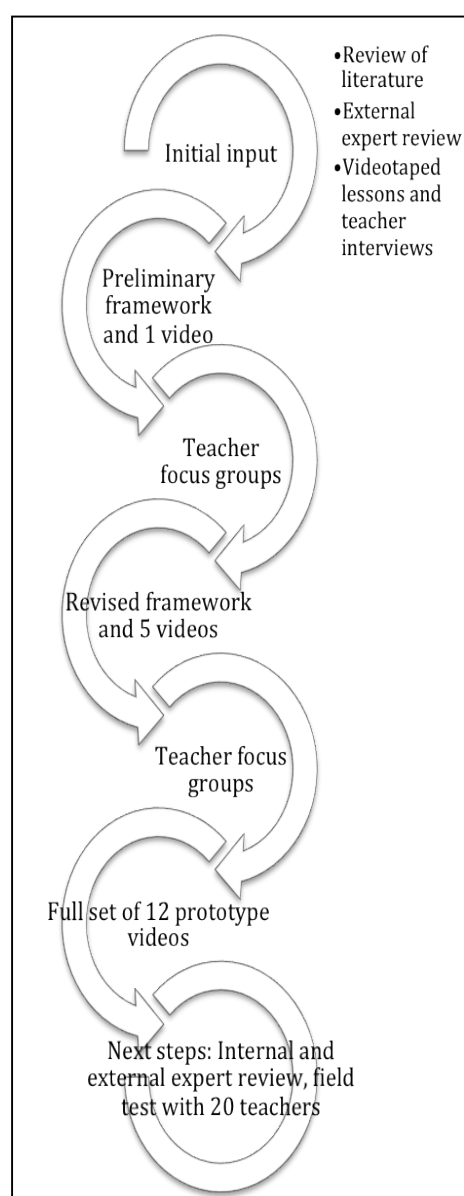 Initial input
•Review of
literature
•External
expert review
•Videotaped
lessons and
teacher
interviews
Preliminary
framework
and 1 video
Teacher
focus groups
Revised framework
and 5 videos
Teacher focus
groups
Full set of 12 prototype
videos
Next steps: Internal and
external expert review, field
test with 20 teachers